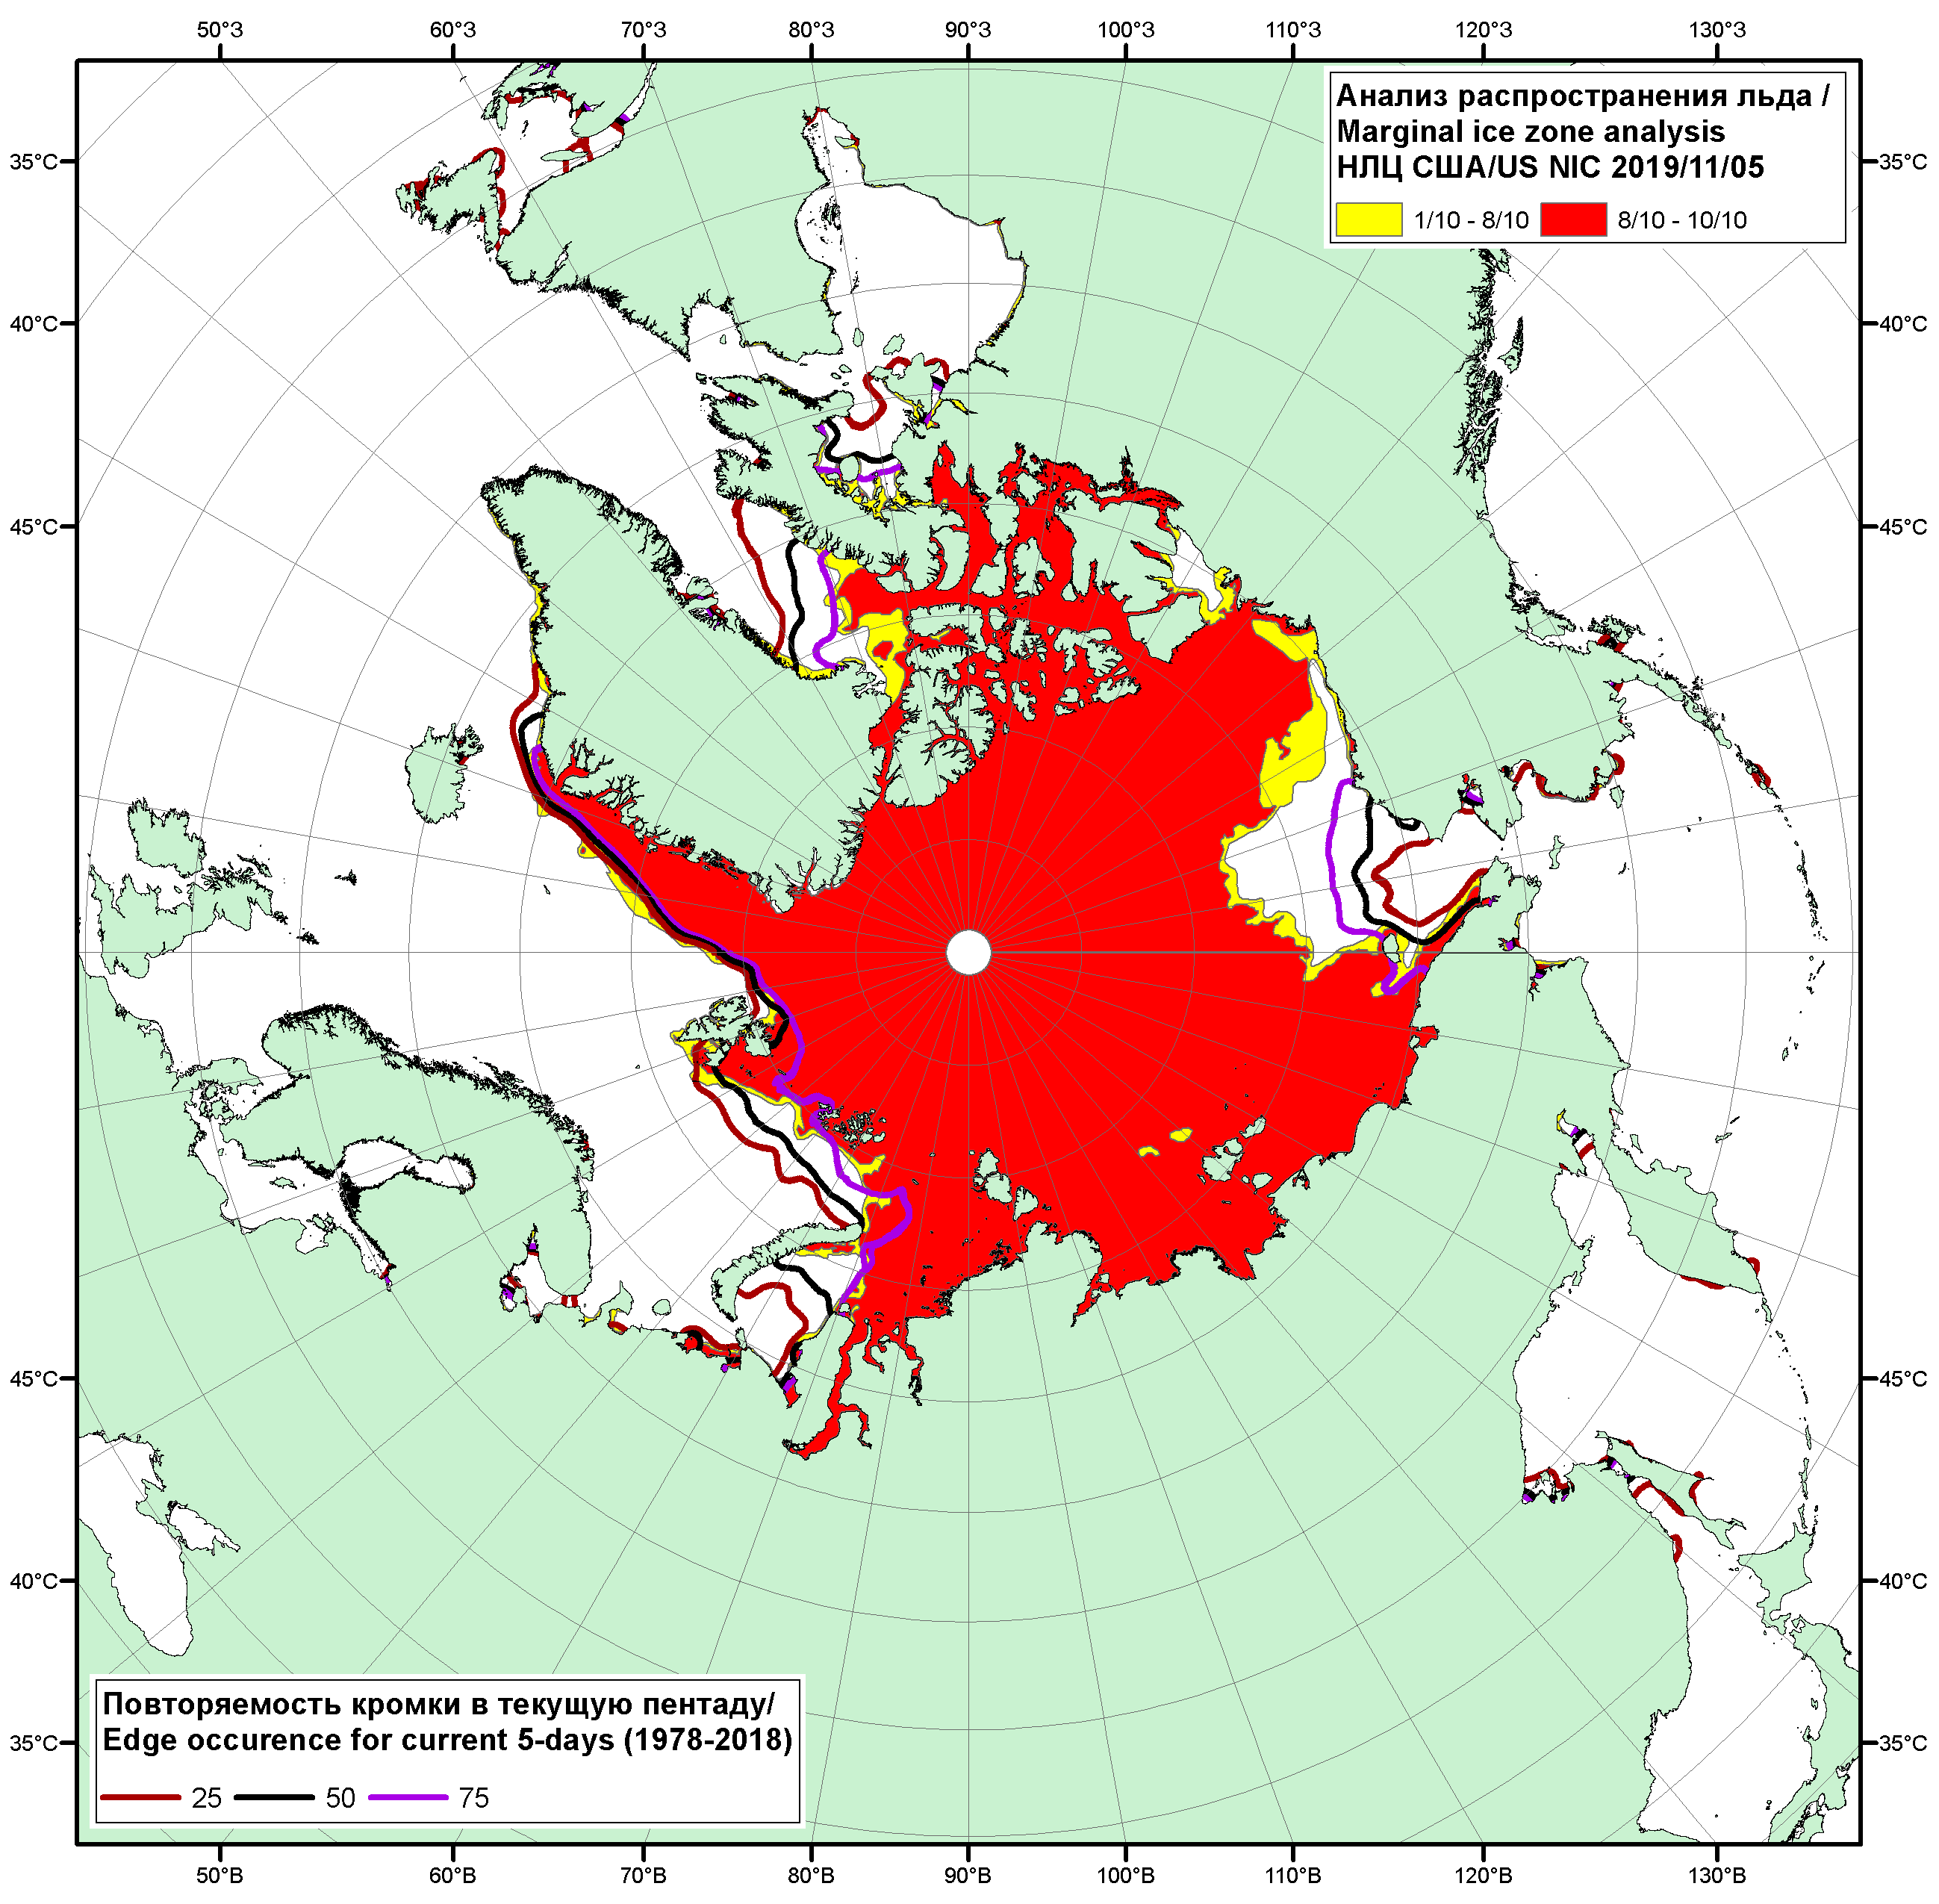 50°З 60°З 70°З 80°З 90°З 100°З 110°З 120°З 130°З
Анализ распространения льда /
Marginal ice zone analysis
НЛЦ США/US NIC 2019/11/05
1/10 - 8/10 8/10 - 10/10
35°С 35°С
40°С 40°С
45°С 45°С
45°С 45°С
40°С 40°С
35°С 35°С
Повторяемость кромки в текущую пентаду/
Edge occurence for current 5-days (1978-2018)
25 50 75
50°В 60°В 70°В 80°В 90°В 100°В 110°В 120°В 130°В